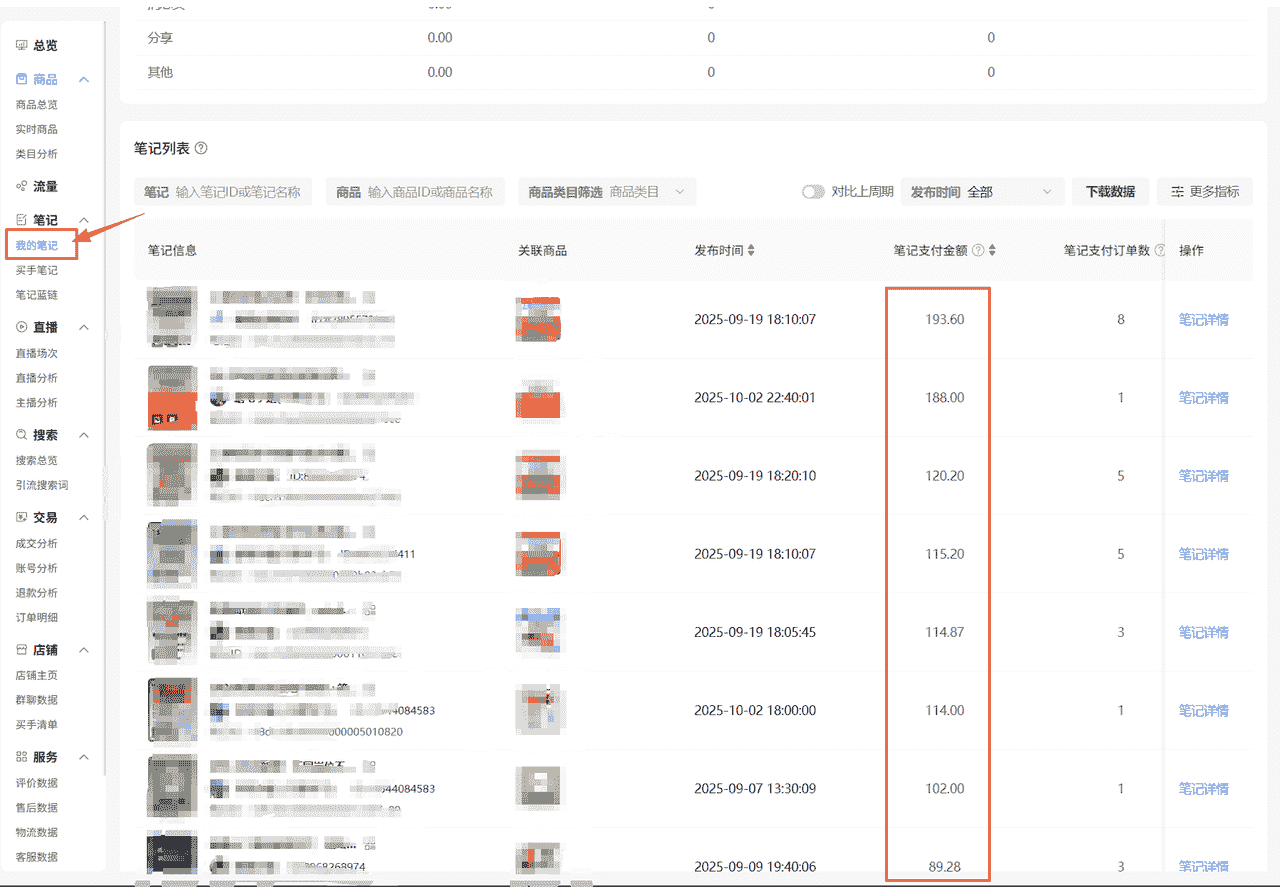 分享 0.00 0 0
其他 0.00 0 0
总览
商品
商品总览
实时商品
类目分析
流量
笔记
我的笔记
买手笔记
笔记蓝链
直播
直播场次
直播分析
主播分析
搜索
搜索总览
引流搜索词
交易
成交分析
账号分析
退款分析
订单明细
店铺
店铺主页
群聊数据
买手清单
服务
评价数据
售后数据
物流数据
客服数据
笔记列表
笔记 输入笔记ID或笔记名称 商品 输入商品ID或商品名称 商品类目筛选 商品类目 对比上周期 发布时间 全部 下载数据 更多指标
笔记信息 关联商品 发布时间 笔记支付金额 笔记支付订单数 操作
2025-09-19 18:10:07 193.60 8 笔记详情
2025-10-02 22:40:01 188.00 1 笔记详情
2025-09-19 18:20:10 120.20 5 笔记详情
2025-09-19 18:10:07 115.20 5 笔记详情
2025-09-19 18:05:45 114.87 3 笔记详情
2025-10-02 18:00:00 114.00 1 笔记详情
2025-09-07 13:30:09 102.00 1 笔记详情
2025-09-09 19:40:06 89.28 3 笔记详情